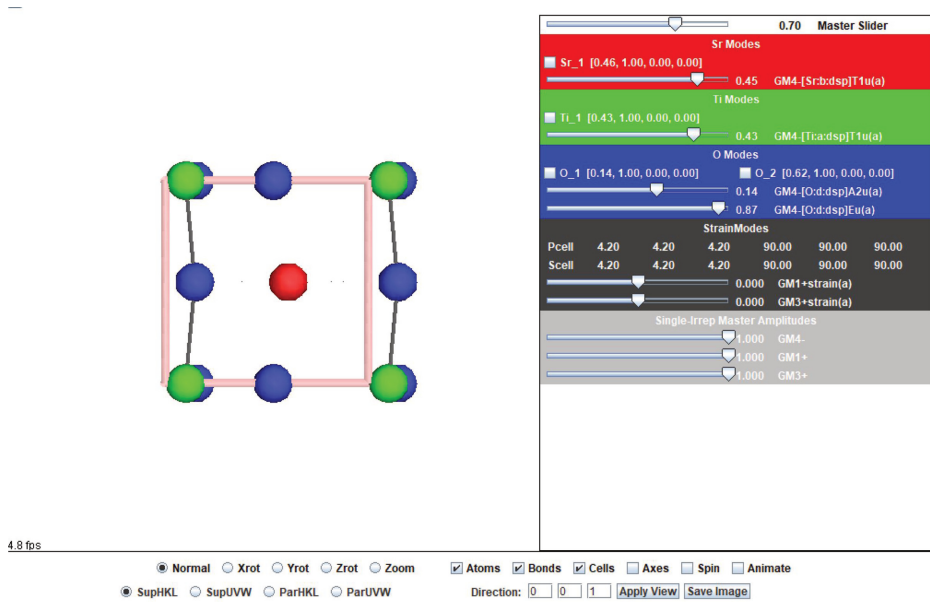 0.70 Master Slider
Sr Modes
Sr_1 [0.46, 1.00, 0.00, 0.00]
0.45 GM4-[Sr:b:dsp]T1u(a)
Ti Modes
Ti_1 [0.43, 1.00, 0.00, 0.00]
0.43 GM4-[Ti:a:dsp]T1u(a)
O Modes
O_1 [0.14, 1.00, 0.00, 0.00] O_2 [0.62, 1.00, 0.00, 0.00]
0.14 GM4-[O:d:dsp]A2u(a)
0.87 GM4-[O:d:dsp]Eu(a)
StrainModes
Pcell 4.20 4.20 4.20 90.00 90.00 90.00
Scell 4.20 4.20 4.20 90.00 90.00 90.00
0.000 GM1+strain(a)
0.000 GM3+strain(a)
Single-Irrep Master Amplitudes
1.000 GM4-
1.000 GM1+
1.000 GM3+
4.8 fps
Normal Xrot Yrot Zrot Zoom Atoms Bonds Cells Axes Spin Animate
SupHKL SupUVW ParHKL ParUVW Direction: 0 0 1 Apply View Save Image